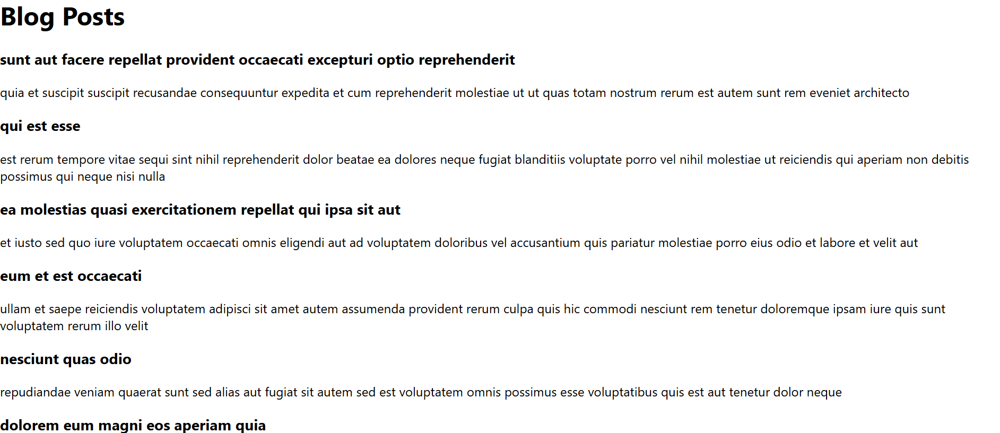 Blog Posts
sunt aut facere repellat provident occaecati excepturi optio reprehenderit
quia et suscipit suscipit recusandae consequuntur expedita et cum reprehenderit molestiae ut ut quas totam nostrum rerum est autem sunt rem eveniet architecto
qui est esse
est rerum tempore vitae sequi sint nihil reprehenderit dolor beatae ea dolores neque fugiat blanditiis voluptate porro vel nihil molestiae ut reiciendis qui aperiam non debitis
possimus qui neque nisi nulla
ea molestias quasi exercitationem repellat qui ipsa sit aut
et iusto sed quo iure voluptatem occaecati omnis eligendi aut ad voluptatem doloribus vel accusantium quis pariatur molestiae porro eius odio et labore et velit aut
eum et est occaecati
ullam et saepe reiciendis voluptatem adipisci sit amet autem assumenda provident rerum culpa quis hic commodi nesciunt rem tenetur doloremque ipsam iure quis sunt
voluptatem rerum illo velit
nesciunt quas odio
repudiandae veniam quaerat sunt sed alias aut fugiat sit autem sed est voluptatem omnis possimus esse voluptatibus quis est aut tenetur dolor neque
dolorem eum magni eos aperiam quia